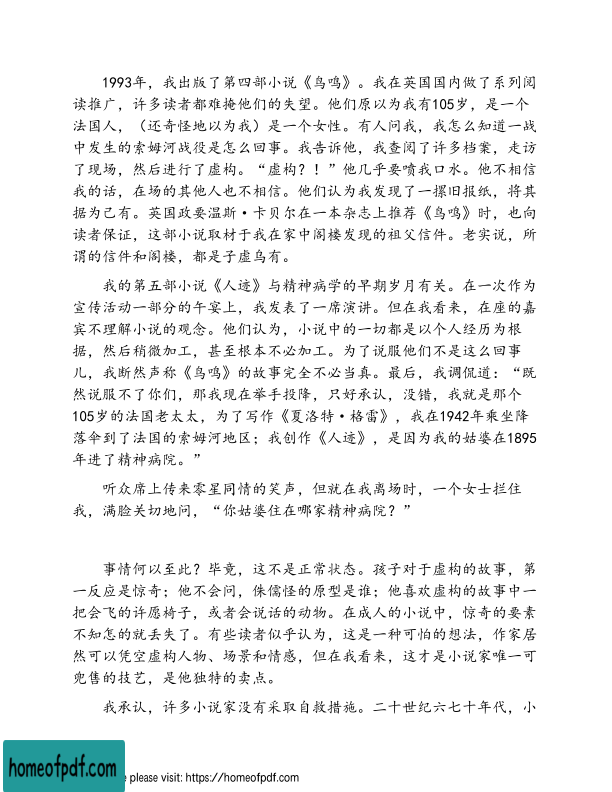 1993年，我出版了第四部小说《鸟鸣》。我在英国国内做了系列阅
读推广，许多读者都难掩他们的失望。他们原以为我有105岁，是一个
法国人，（还奇怪地以为我）是一个女性。有人问我，我怎么知道一战
中发生的索姆河战役是怎么回事。我告诉他，我查阅了许多档案，走访
了现场，然后进行了虚构。“虚构？！”他几乎要喷我口水。他不相信
我的话，在场的其他人也不相信。他们认为我发现了一摞旧报纸，将其
据为己有。英国政要温斯·卡贝尔在一本杂志上推荐《鸟鸣》时，也向
读者保证，这部小说取材于我在家中阁楼发现的祖父信件。老实说，所
谓的信件和阁楼，都是子虚乌有。
我的第五部小说《人迹》与精神病学的早期岁月有关。在一次作为
宣传活动一部分的午宴上，我发表了一席演讲。但在我看来，在座的嘉
宾不理解小说的观念。他们认为，小说中的一切都是以个人经历为根
据，然后稍微加工，甚至根本不必加工。为了说服他们不是这么回事
儿，我断然声称《鸟鸣》的故事完全不必当真。最后，我调侃道：“既
然说服不了你们，那我现在举手投降，只好承认，没错，我就是那个
105岁的法国老太太，为了写作《夏洛特·格雷》，我在1942年乘坐降
落伞到了法国的索姆河地区；我创作《人迹》，是因为我的姑婆在1895
年进了精神病院。”
听众席上传来零星同情的笑声，但就在我离场时，一个女士拦住
我，满脸关切地问，“你姑婆住在哪家精神病院？”
事情何以至此？毕竟，这不是正常状态。孩子对于虚构的故事，第
一反应是惊奇；他不会问，侏儒怪的原型是谁；他喜欢虚构的故事中一
把会飞的许愿椅子，或者会说话的动物。在成人的小说中，惊奇的要素
不知怎的就丢失了。有些读者似乎认为，这是一种可怕的想法，作家居
然可以凭空虚构人物、场景和情感，但在我看来，这才是小说家唯一可
兜售的技艺，是他独特的卖点。
我承认，许多小说家没有采取自救措施。二十世纪六七十年代，小
homeofpdf.com
e please visit: https://homeofpdf.com